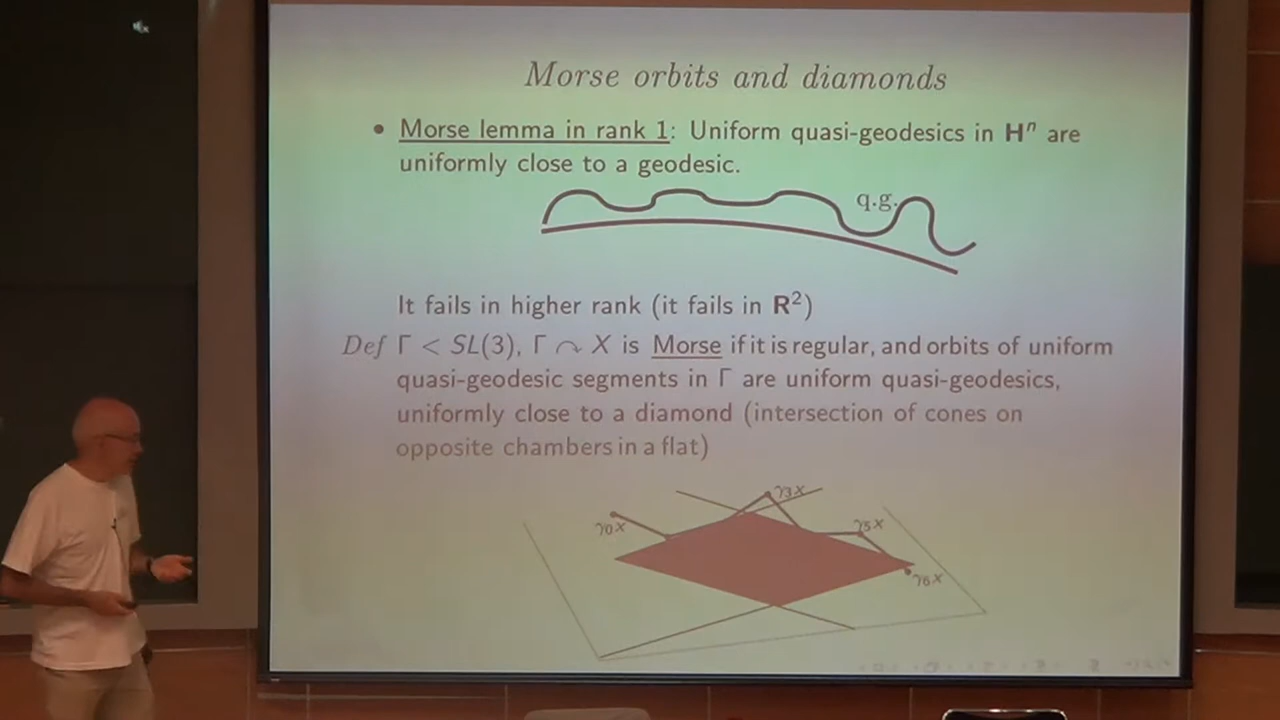 Morse orbits and diamonds
• Morse lemma in rank 1: Uniform quasi-geodesics in Hⁿ are
uniformly close to a geodesic.
q.g.
It fails in higher rank (it fails in R²)
Def Γ < SL(3), Γ ↷ X is Morse if it is regular, and orbits of uniform
quasi-geodesic segments in Γ are uniform quasi-geodesics,
uniformly close to a diamond (intersection of cones on
opposite chambers in a flat)
γ3x
γ0x
γ5x
γ6x